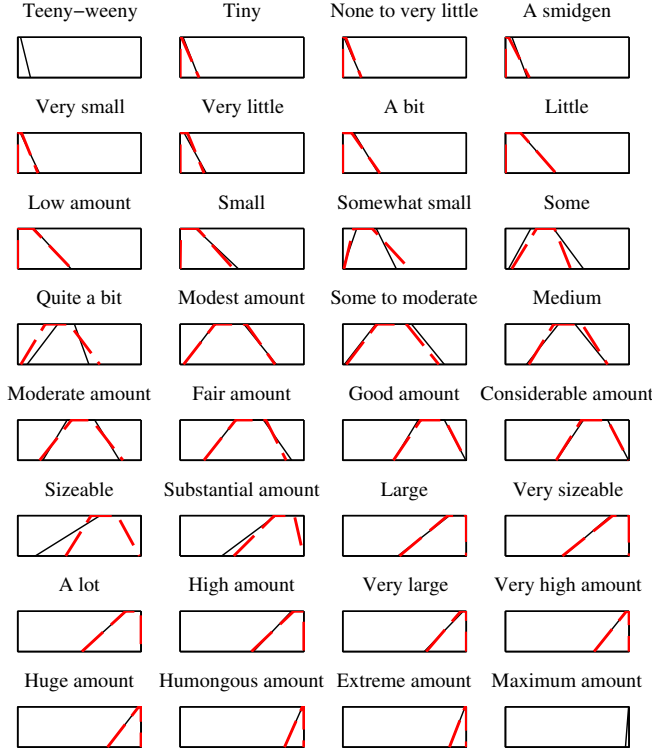 Teeny−weeny Tiny None to very little A smidgen
Very small Very little A bit Little
Low amount Small Somewhat small Some
Quite a bit Modest amount Some to moderate Medium
Moderate amount Fair amount Good amount Considerable amount
Sizeable Substantial amount Large Very sizeable
A lot High amount Very large Very high amount
Huge amount Humongous amount Extreme amount Maximum amount